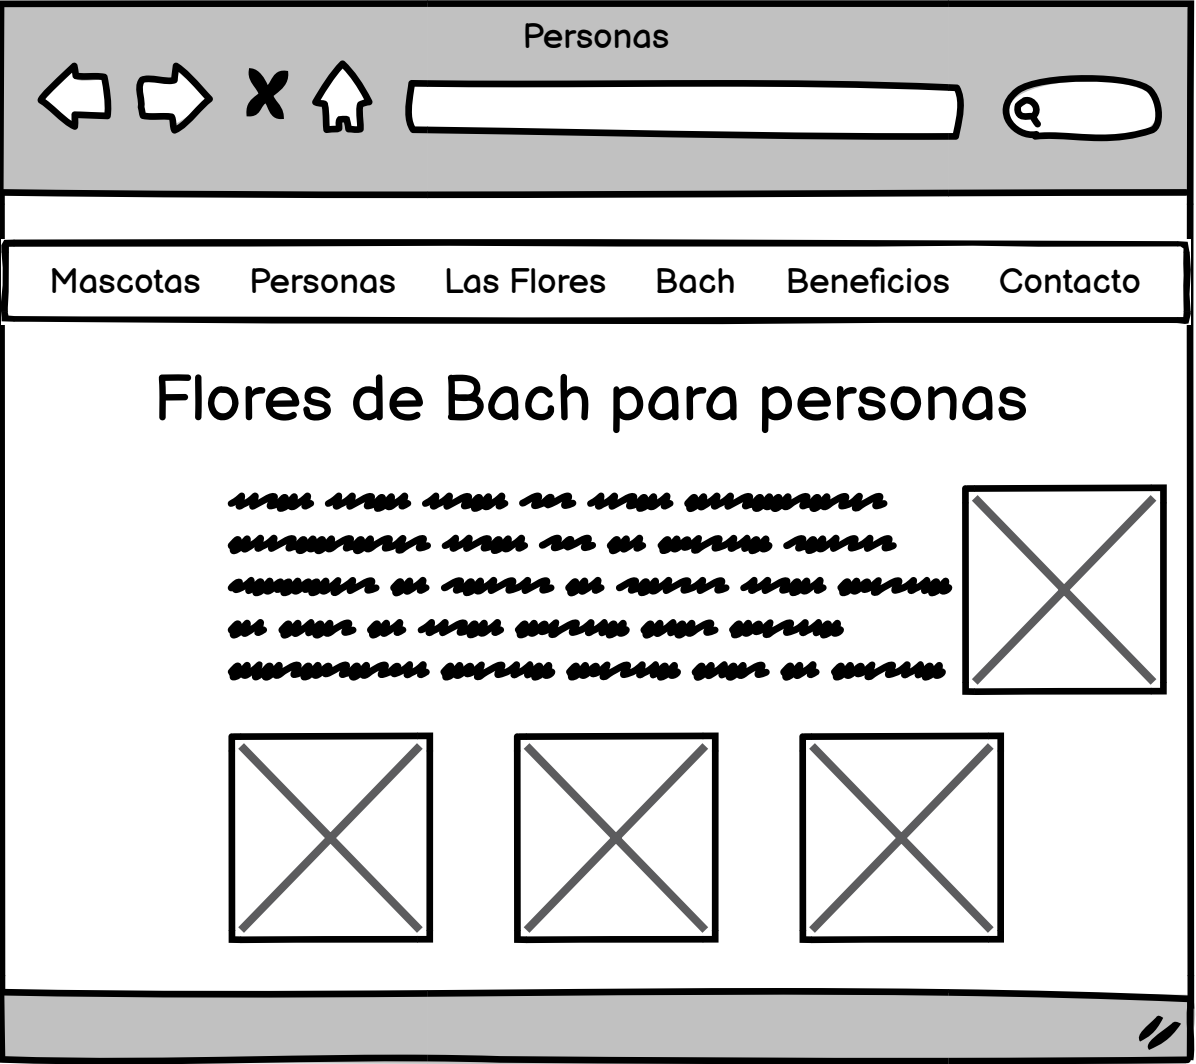 Personas
Mascotas Personas Las Flores Bach Beneficios Contacto
Flores de Bach para personas